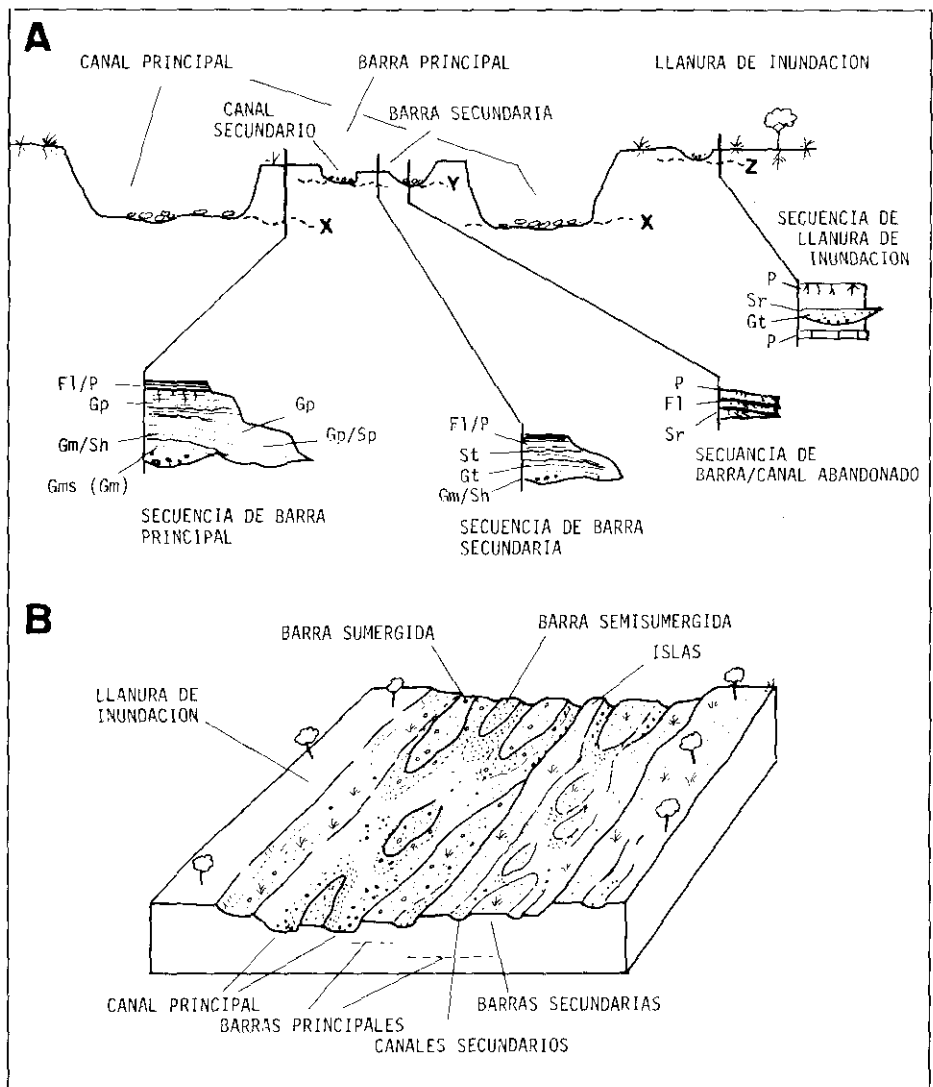 A
CANAL PRINCIPAL
BARRA PRINCIPAL
LLANURA DE INUNDACION
CANAL
SECUNDARIO
BARRA SECUNDARIA
X
Y
X
Z
SECUENCIA DE
LLANURA DE
INUNDACION
P
Sr
Gt
P
Fl/P
Gp
Gm/Sh
Gms (Gm)
Gp
Gp/Sp
SECUENCIA DE BARRA
PRINCIPAL
Fl/P
St
Gt
Gm/Sh
SECUENCIA DE BARRA
SECUNDARIA
P
Fl
Sr
SECUANCIA DE
BARRA/CANAL ABANDONADO
B
BARRA SUMERGIDA
BARRA SEMISUMERGIDA
ISLAS
LLANURA DE
INUNDACION
CANAL PRINCIPAL
BARRAS PRINCIPALES
CANALES SECUNDARIOS
BARRAS SECUNDARIAS